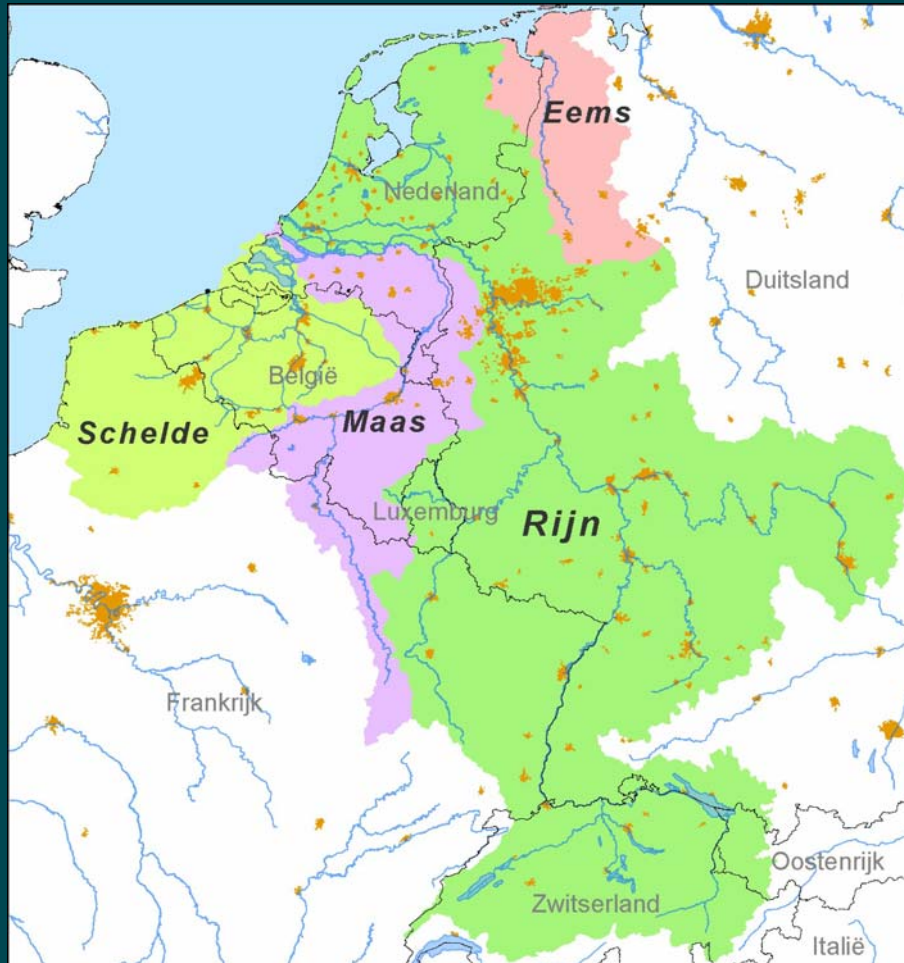 Eems
Nederland
Duitsland
België
Schelde
Maas
Luxemburg
Rijn
Frankrijk
Oostenrijk
Zwitserland
Italië